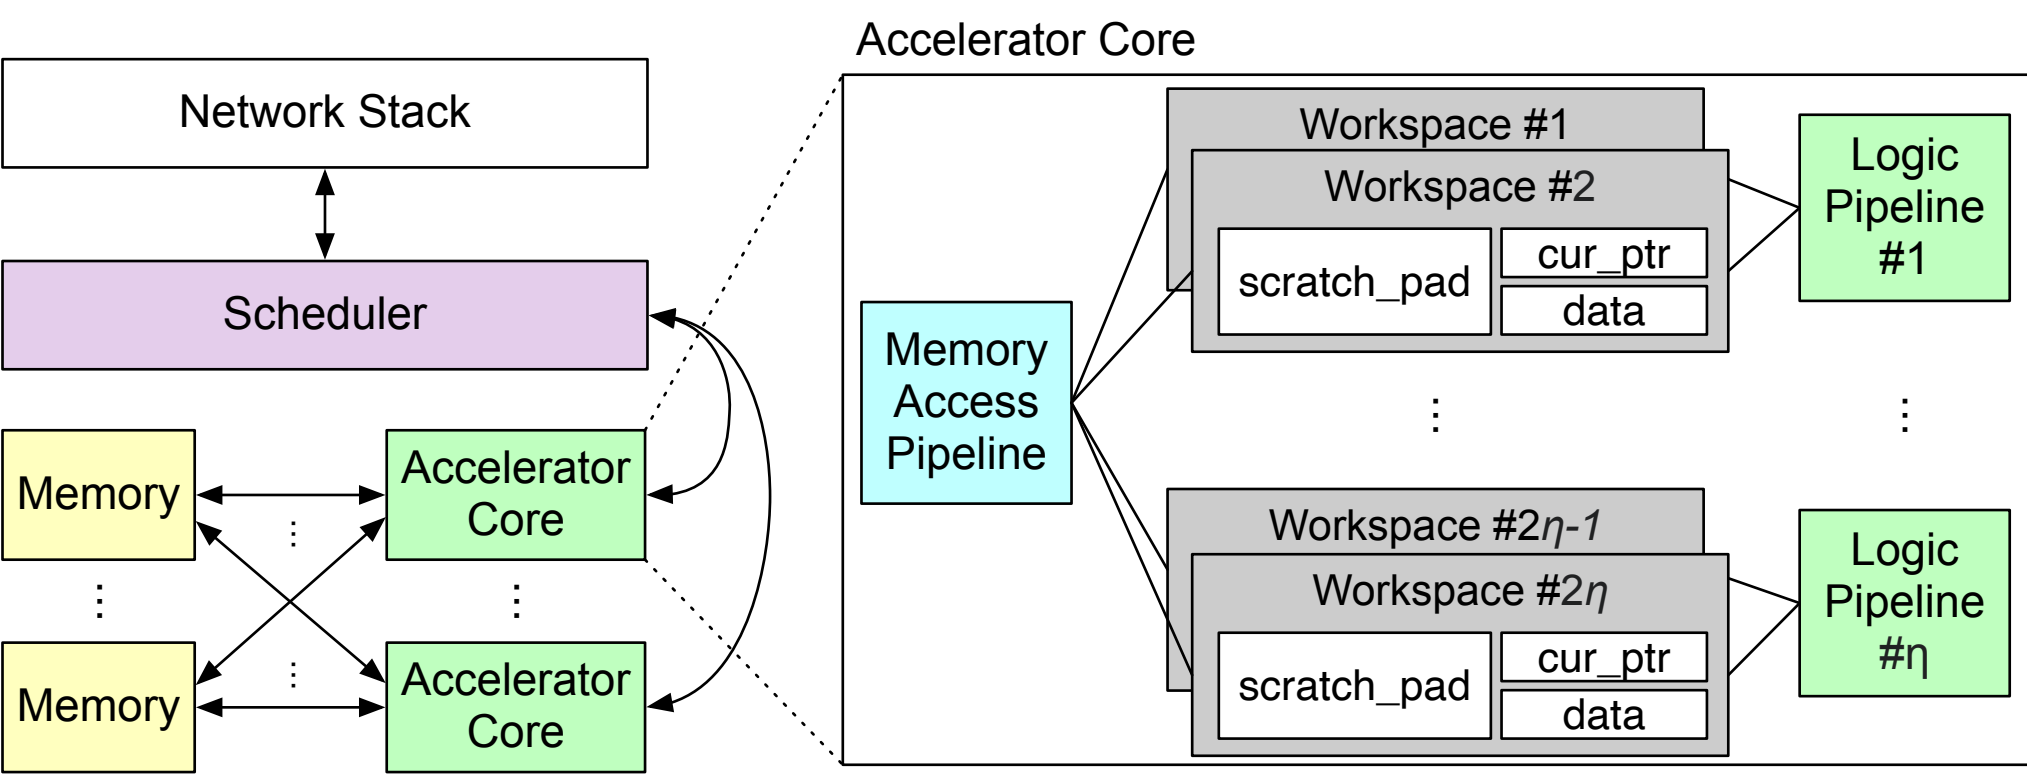 Accelerator Core
Network Stack
Scheduler
Memory
Accelerator
Core
Memory
Accelerator
Core
Memory
Access
Pipeline
Workspace #1
Workspace #2
scratch_pad
cur_ptr
data
Logic
Pipeline
#1
Workspace #2η-1
Workspace #2η
scratch_pad
cur_ptr
data
Logic
Pipeline
#η